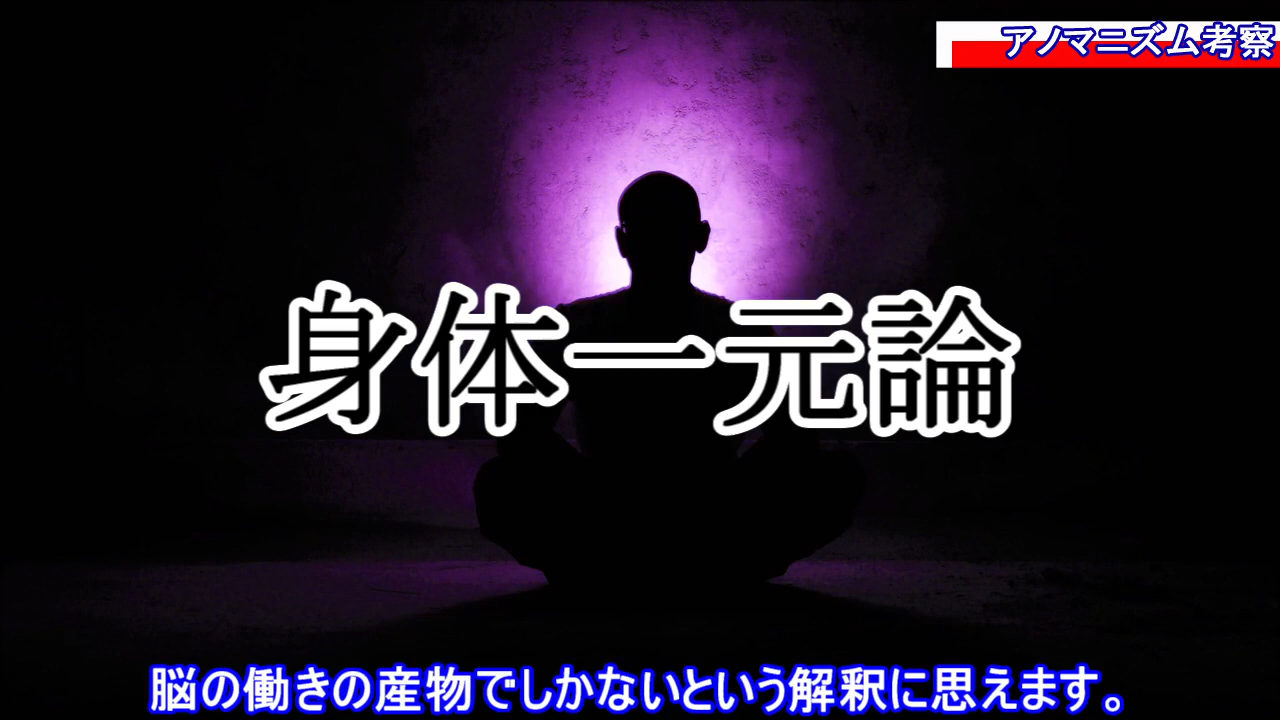 アノマニズム考察
身体一元論
脳の働きの産物でしかないという解釈に思えます。